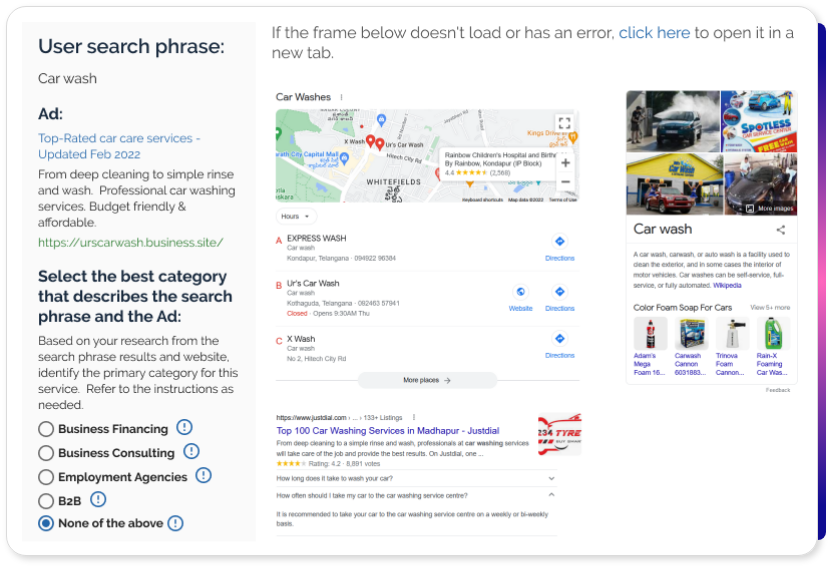 User search phrase:
Car wash
Ad:
Top-Rated car care services -
Updated Feb 2022
From deep cleaning to simple rinse
and wash. Professional car washing
services. Budget friendly &
affordable.
https://urscarwash.business.site/
Select the best category
that describes the search
phrase and the Ad:
Based on your research from the
search phrase results and website,
identify the primary category for this
service. Refer to the instructions as
needed.
Business Financing
Business Consulting
Employment Agencies
B2B
None of the above
If the frame below doesn't load or has an error, click here to open it in a
new tab.
Car Washes
X Wash
Ur's Car Wash
Kings Driv
rath City Capital Mall
Hitech City Rd
WHITEFIELDS
Rainbow Children's Hospital and Birth
By Rainbow, Kondapur (IP Block)
4.4 (2,568)
Keyboard shortcuts Map data ©2022 Terms of Use
Hours
A EXPRESS WASH
Car wash
Kondapur, Telangana · 094922 96384
Directions
B Ur's Car Wash
Car wash
Kothaguda, Telangana · 082463 57941
Closed · Opens 9:30AM Thu
Website
Directions
C X Wash
Car wash
No 2, Hitech City Rd
Directions
More places →
https://www.justdial.com › ... › 133+ Listings
Top 100 Car Washing Services in Madhapur - Justdial
From deep cleaning to a simple rinse and wash, professionals at car washing services
will take care of the job and provide the best results. On Justdial, one ...
Rating: 4.2 · 8,891 votes
234 TYRE
How long does it take to wash your car?
How often should I take my car to the car washing service centre?
It is recommended to take your car to the car washing service centre on a weekly or bi-weekly
basis.
SPOTLESS
CAR SERVICE CENTER
FREE
Car Wash
More images
Car wash
A car wash, carwash, or auto wash is a facility used to
clean the exterior, and in some cases the interior of
motor vehicles. Car washes can be self-service, full-
service, or fully automated. Wikipedia
Color Foam Soap For Cars
View 5+ more
Adam's
Mega
Foam 16...
Carwash
Cannon
6031883...
Trinova
Foam
Cannon...
Rain-X
Foaming
Car Was...
Feedback